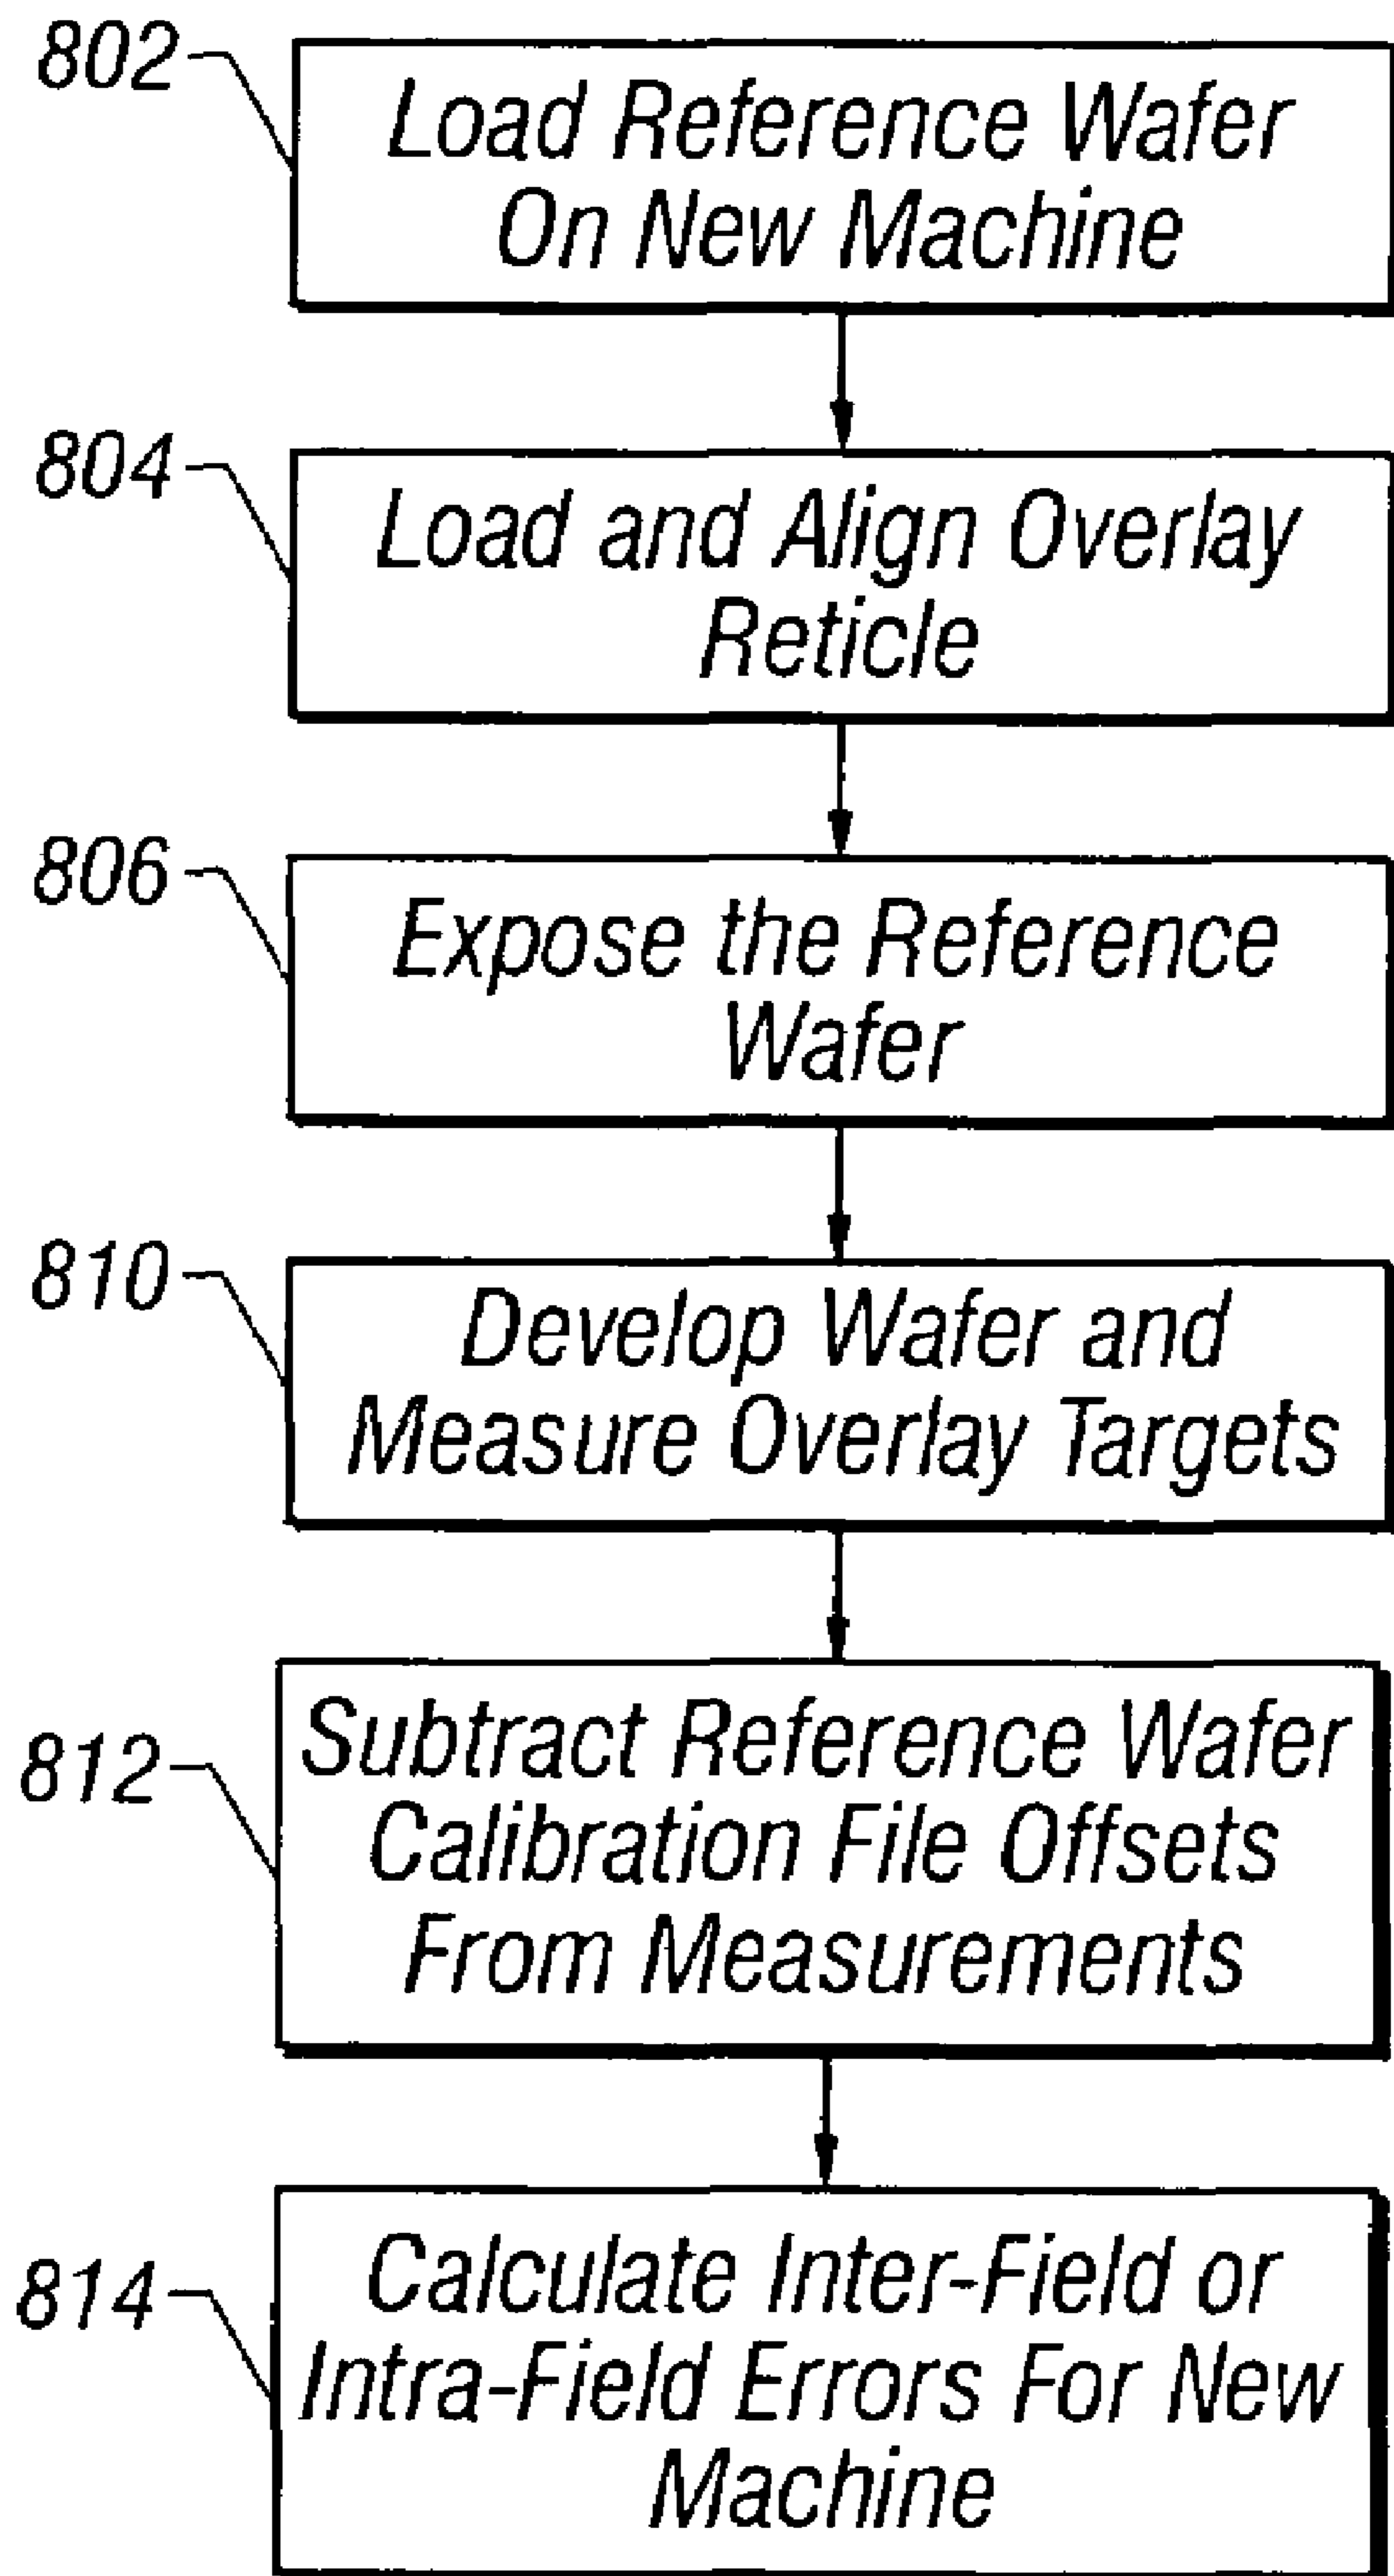 802
Load Reference Wafer
On New Machine
804
Load and Align Overlay
Reticle
806
Expose the Reference
Wafer
810
Develop Wafer and
Measure Overlay Targets
812
Subtract Reference Wafer
Calibration File Offsets
From Measurements
814
Calculate Inter-Field or
Intra-Field Errors For New
Machine